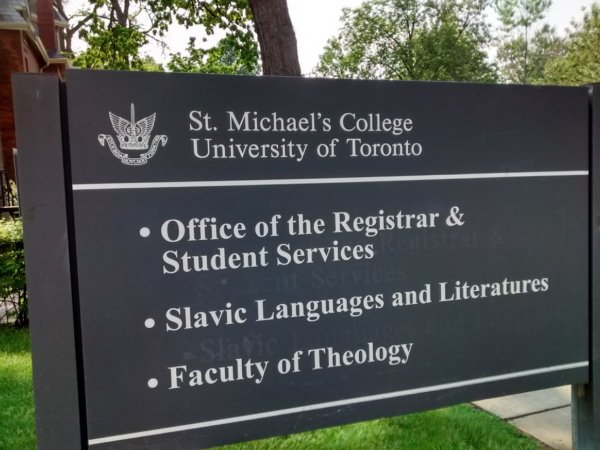 St. Michael's College
University of Toronto
• Office of the Registrar &
Student Services
• Slavic Languages and Literatures
• Faculty of Theology